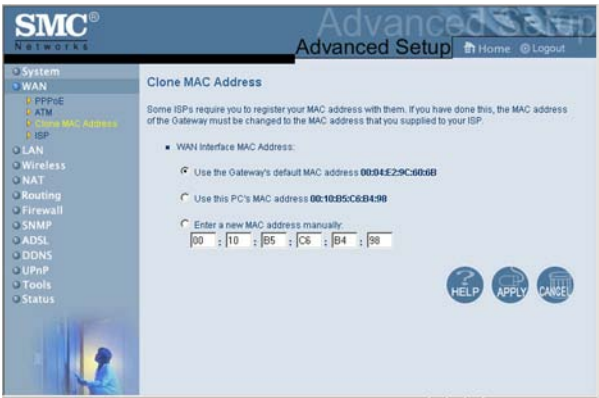 SMC®
Networks
Advanced Setup
Advanced Setup
Home
Logout
System
WAN
PPPoE
ATM
Clone MAC Address
ISP
LAN
Wireless
NAT
Routing
Firewall
SNMP
ADSL
DDNS
UPnP
Tools
Status
Clone MAC Address
Some ISPs require you to register your MAC address with them. If you have done this, the MAC address
of the Gateway must be changed to the MAC address that you supplied to your ISP.
WAN Interface MAC Address:
Use the Gateway's default MAC address 00:04:E2:9C:60:6B
Use this PC's MAC address 00:10:B5:C6:B4:98
Enter a new MAC address manually:
00 : 10 : B5 : C6 : B4 : 98
HELP APPLY CANCEL